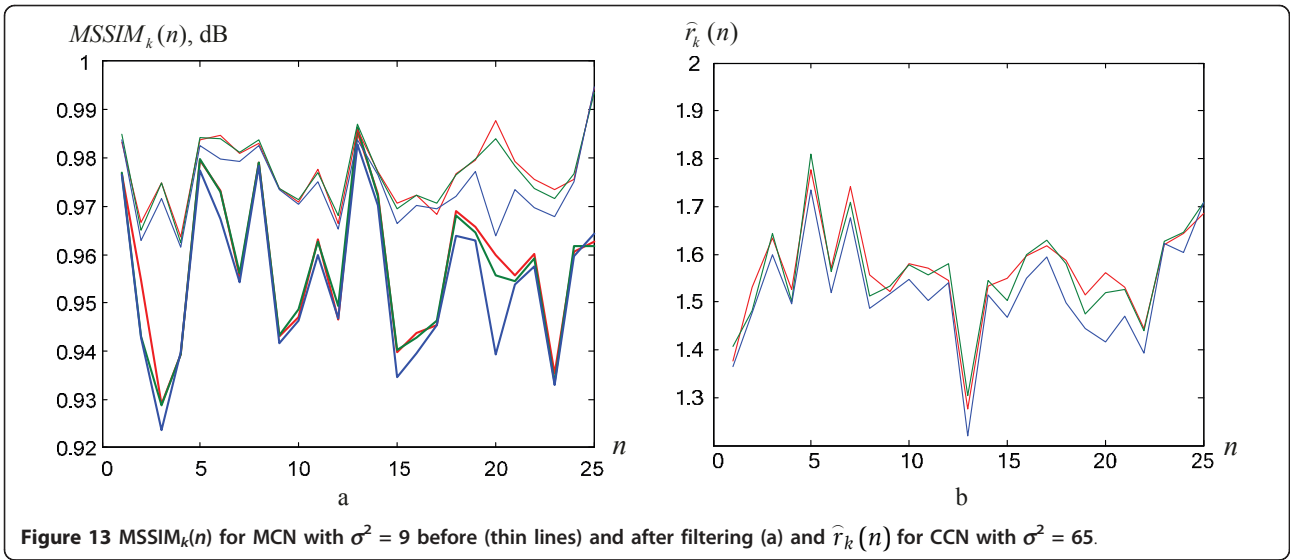 MSSIM_k(n), dB
1
0.99
0.98
0.97
0.96
0.95
0.94
0.93
0.92
0 5 10 15 20 25 n
a
r̂_k(n)
2
1.9
1.8
1.7
1.6
1.5
1.4
1.3
0 5 10 15 20 25 n
b
Figure 13 MSSIM_k(n) for MCN with σ² = 9 before (thin lines) and after filtering (a) and r̂_k(n) for CCN with σ² = 65.